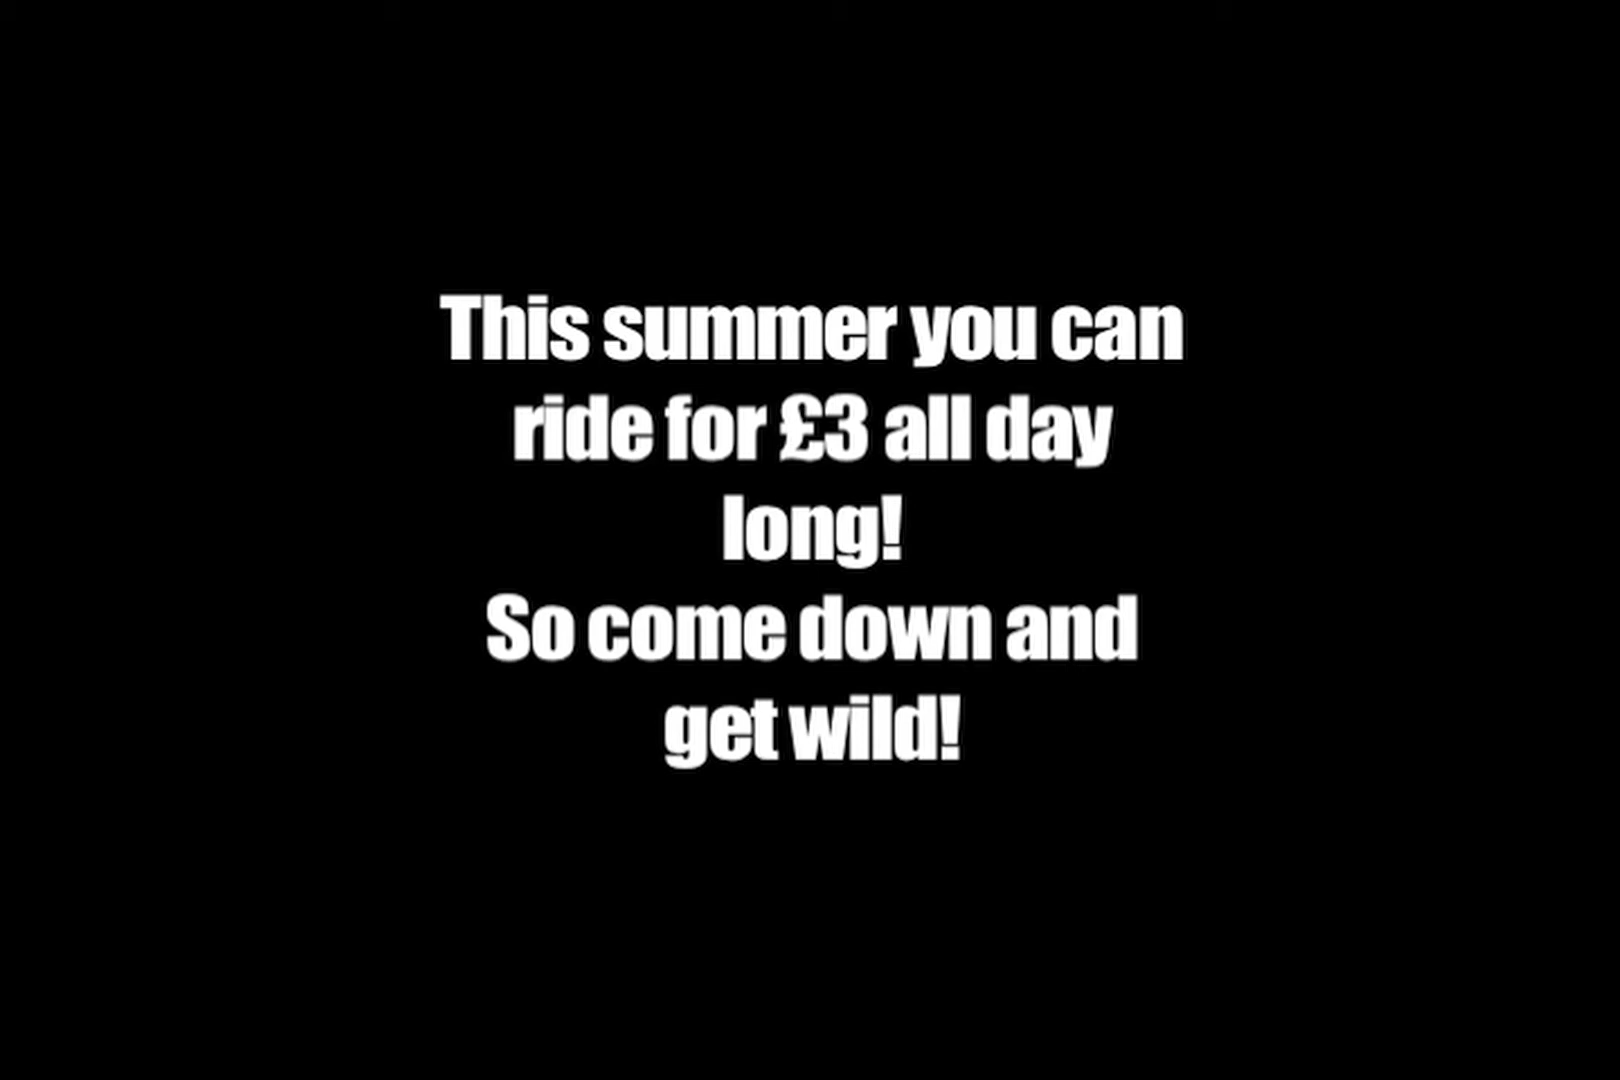 This summer you can
ride for £3 all day
long!
So come down and
get wild!